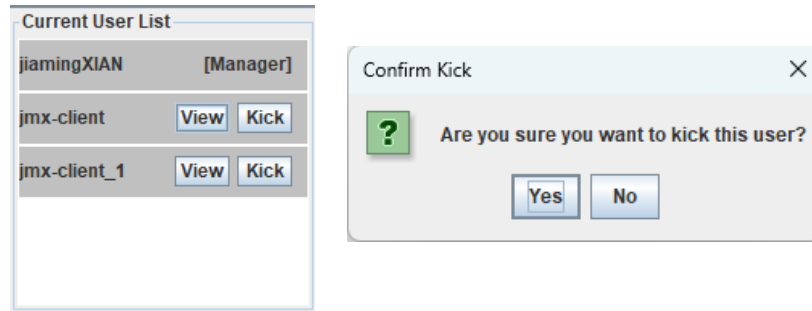 Current User List
jiamingXIAN [Manager]
jmx-client View Kick
jmx-client_1 View Kick
Confirm Kick
Are you sure you want to kick this user?
Yes No